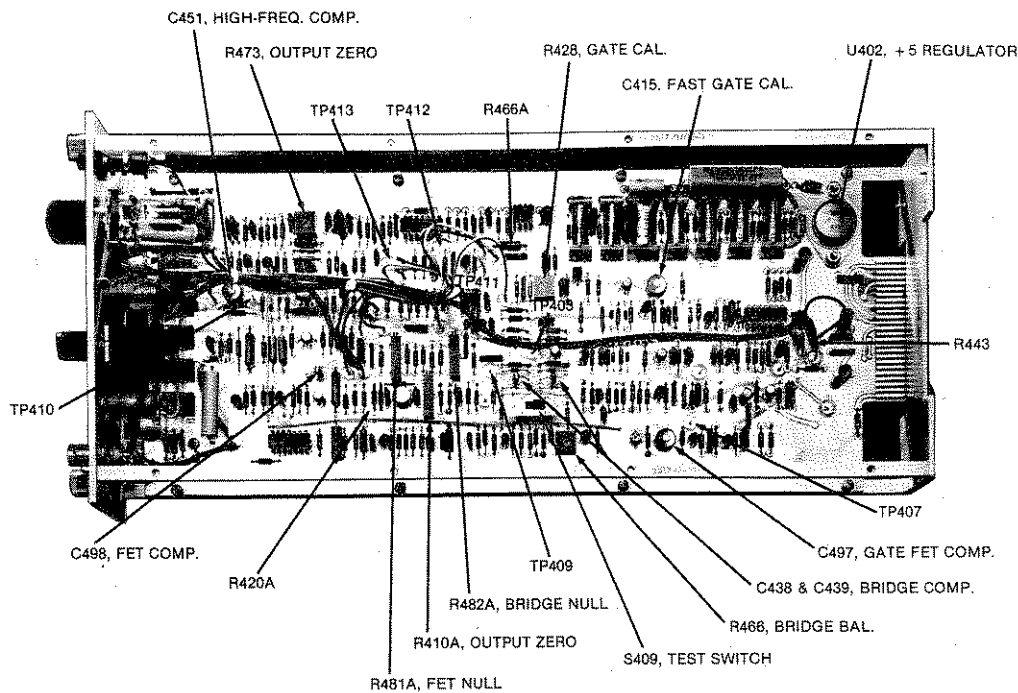 C451, HIGH-FREQ. COMP.
R473, OUTPUT ZERO
R428, GATE CAL.
U402, +5 REGULATOR
C415. FAST GATE CAL.
TP413
TP412
R466A
TP411
TP408
R443
TP410
TP407
C498, FET COMP.
C497, GATE FET COMP.
TP409
R420A
C438 & C439, BRIDGE COMP.
R482A, BRIDGE NULL
R466, BRIDGE BAL.
R410A, OUTPUT ZERO
S409, TEST SWITCH
R481A, FET NULL